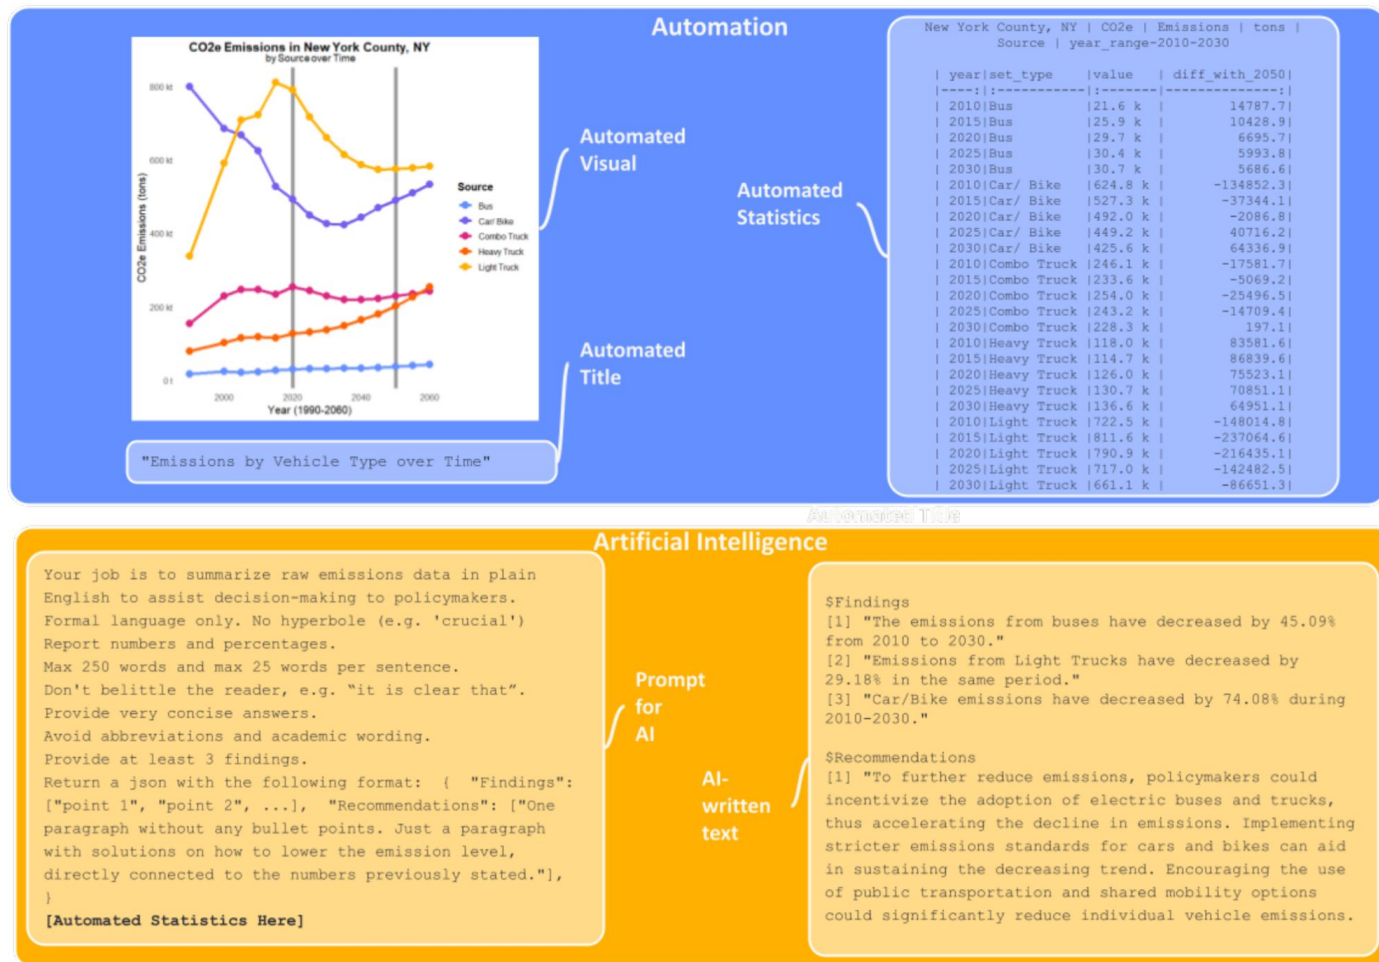 Automation
CO2e Emissions in New York County, NY
by Source over Time
CO2e Emissions (tons)
800 kt
600 kt
400 kt
200 kt
0 t
2000
2020
2040
2060
Year (1990-2060)
Source
Bus
Car/ Bike
Combo Truck
Heavy Truck
Light Truck
Automated
Visual
Automated
Title
"Emissions by Vehicle Type over Time"
Automated
Statistics
New York County, NY | CO2e | Emissions | tons |
Source | year_range-2010-2030
| year|set_type |value | diff_with_2050|
|----:|:-----------|:-------|--------------:|
| 2010|Bus |21.6 k | 14787.7|
| 2015|Bus |25.9 k | 10428.9|
| 2020|Bus |29.7 k | 6695.7|
| 2025|Bus |30.4 k | 5993.8|
| 2030|Bus |30.7 k | 5686.6|
| 2010|Car/ Bike |624.8 k | -134852.3|
| 2015|Car/ Bike |527.3 k | -37344.1|
| 2020|Car/ Bike |492.0 k | -2086.8|
| 2025|Car/ Bike |449.2 k | 40716.2|
| 2030|Car/ Bike |425.6 k | 64336.9|
| 2010|Combo Truck |246.1 k | -17581.7|
| 2015|Combo Truck |233.6 k | -5069.2|
| 2020|Combo Truck |254.0 k | -25496.5|
| 2025|Combo Truck |243.2 k | -14709.4|
| 2030|Combo Truck |228.3 k | 197.1|
| 2010|Heavy Truck |118.0 k | 83581.6|
| 2015|Heavy Truck |114.7 k | 86839.6|
| 2020|Heavy Truck |126.0 k | 75523.1|
| 2025|Heavy Truck |130.7 k | 70851.1|
| 2030|Heavy Truck |136.6 k | 64951.1|
| 2010|Light Truck |722.5 k | -148014.8|
| 2015|Light Truck |811.6 k | -237064.6|
| 2020|Light Truck |790.9 k | -216435.1|
| 2025|Light Truck |717.0 k | -142482.5|
| 2030|Light Truck |661.1 k | -86651.3|
Automated Title
Artificial Intelligence
Your job is to summarize raw emissions data in plain
English to assist decision-making to policymakers.
Formal language only. No hyperbole (e.g. 'crucial')
Report numbers and percentages.
Max 250 words and max 25 words per sentence.
Don't belittle the reader, e.g. “it is clear that”.
Provide very concise answers.
Avoid abbreviations and academic wording.
Provide at least 3 findings.
Return a json with the following format: { "Findings":
["point 1", "point 2", ...], "Recommendations": ["One
paragraph without any bullet points. Just a paragraph
with solutions on how to lower the emission level,
directly connected to the numbers previously stated."],
}
[Automated Statistics Here]
Prompt
for
AI
AI-
written
text
$Findings
[1] "The emissions from buses have decreased by 45.09%
from 2010 to 2030."
[2] "Emissions from Light Trucks have decreased by
29.18% in the same period."
[3] "Car/Bike emissions have decreased by 74.08% during
2010-2030."
$Recommendations
[1] "To further reduce emissions, policymakers could
incentivize the adoption of electric buses and trucks,
thus accelerating the decline in emissions. Implementing
stricter emissions standards for cars and bikes can aid
in sustaining the decreasing trend. Encouraging the use
of public transportation and shared mobility options
could significantly reduce individual vehicle emissions.